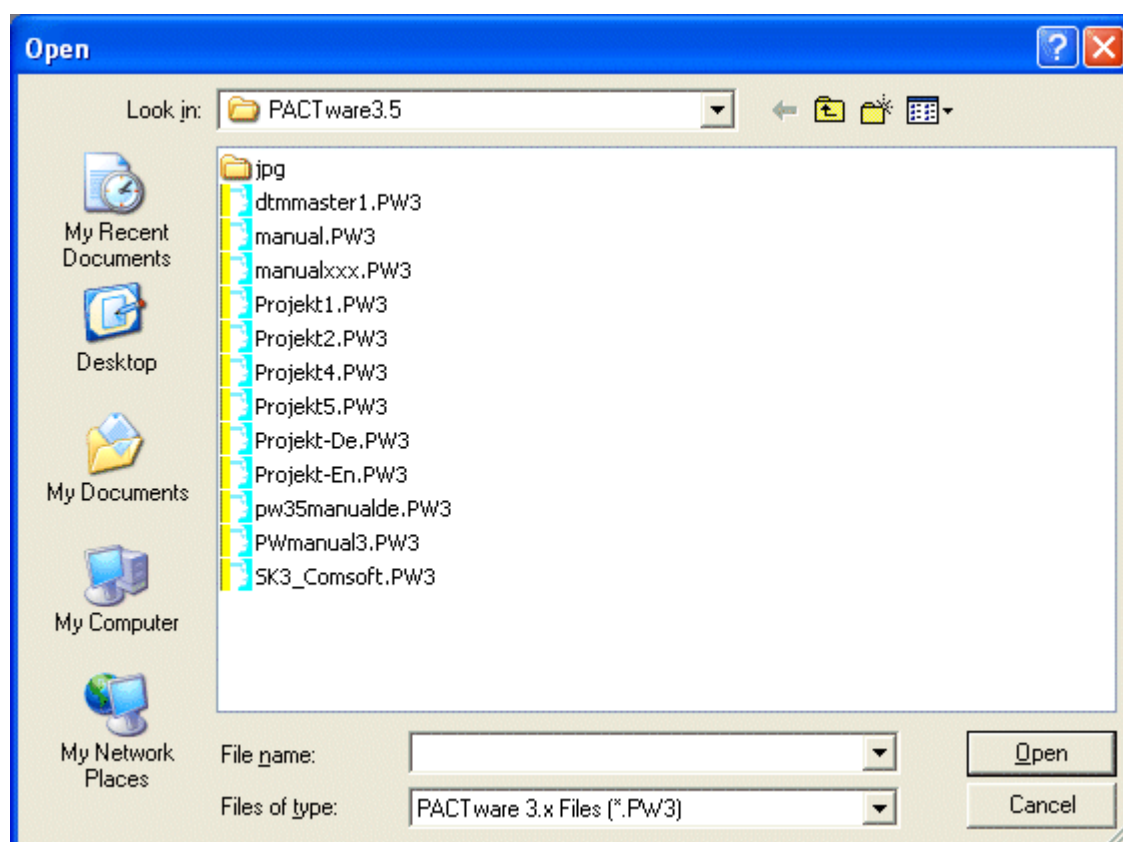 Open
Look in: PACTware3.5
My Recent
Documents
Desktop
My Documents
My Computer
My Network
Places
jpg
dtmmaster1.PW3
manual.PW3
manualxxx.PW3
Projekt1.PW3
Projekt2.PW3
Projekt4.PW3
Projekt5.PW3
Projekt-De.PW3
Projekt-En.PW3
pw35manualde.PW3
PWmanual3.PW3
SK3_Comsoft.PW3
File name:
Open
Files of type: PACTware 3.x Files (*.PW3)
Cancel